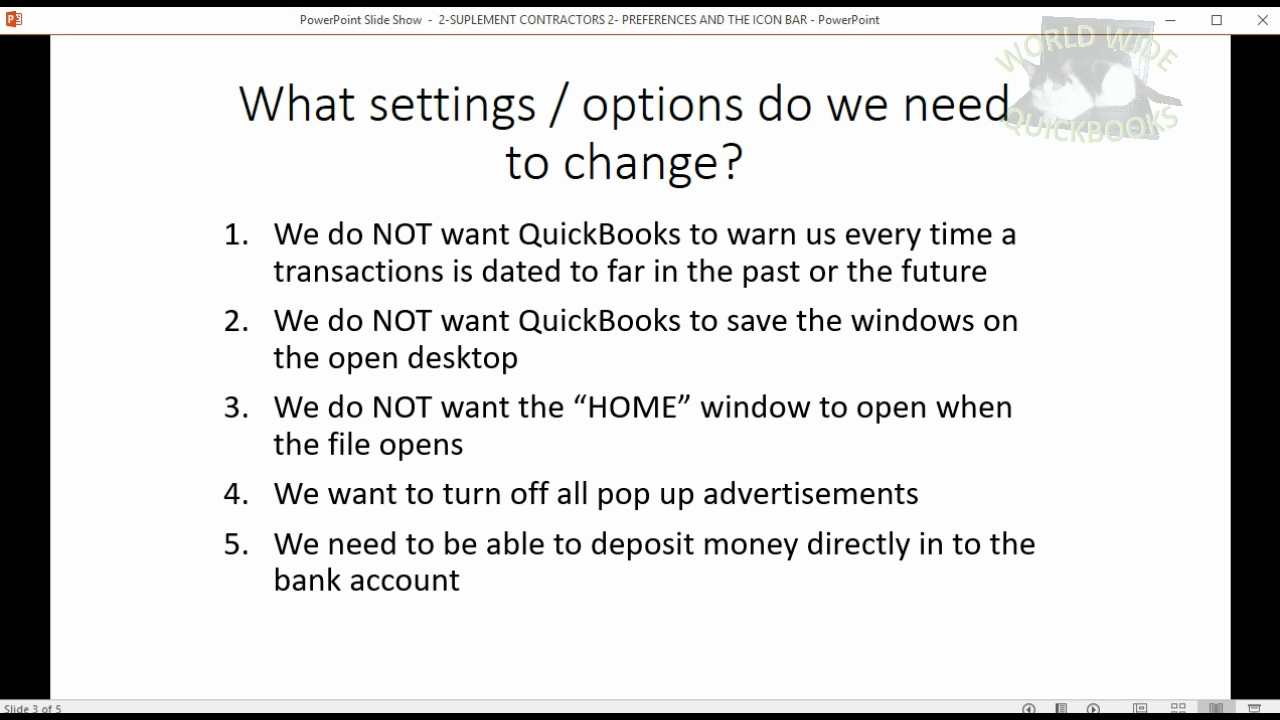 PowerPoint Slide Show - 2-SUPLEMENT CONTRACTORS 2- PREFERENCES AND THE ICON BAR - PowerPoint
WORLD WIDE
QUICKBOOKS
What settings / options do we need
to change?
1. We do NOT want QuickBooks to warn us every time a
transactions is dated to far in the past or the future
2. We do NOT want QuickBooks to save the windows on
the open desktop
3. We do NOT want the “HOME” window to open when
the file opens
4. We want to turn off all pop up advertisements
5. We need to be able to deposit money directly in to the
bank account
Slide 3 of 5